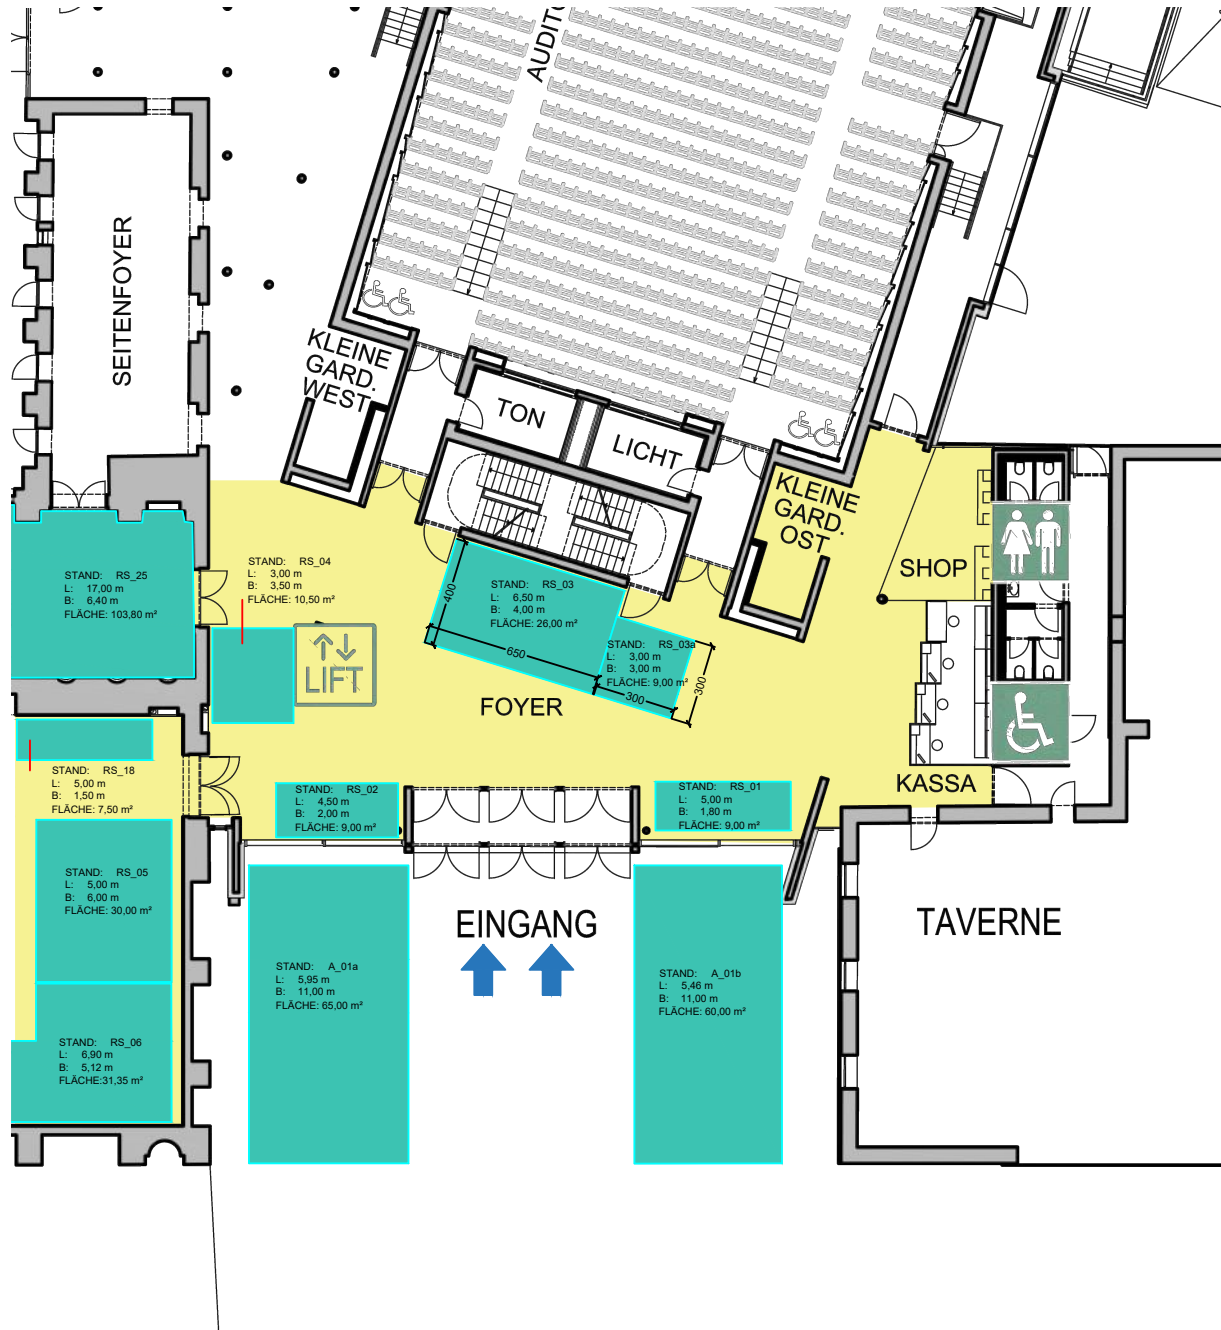 AUDITO
SEITENFOYER
KLEINE
GARD.
WEST
TON
LICHT
KLEINE
GARD.
OST
SHOP
STAND: RS_25
L: 17,00 m
B: 6,40 m
FLÄCHE: 103,80 m²
STAND: RS_04
L: 3,00 m
B: 3,50 m
FLÄCHE: 10,50 m²
LIFT
STAND: RS_03
L: 6,50 m
B: 4,00 m
FLÄCHE: 26,00 m²
400
650
STAND: RS_03a
L: 3,00 m
B: 3,00 m
FLÄCHE: 9,00 m²
300
300
FOYER
STAND: RS_18
L: 5,00 m
B: 1,50 m
FLÄCHE: 7,50 m²
STAND: RS_02
L: 4,50 m
B: 2,00 m
FLÄCHE: 9,00 m²
STAND: RS_01
L: 5,00 m
B: 1,80 m
FLÄCHE: 9,00 m²
KASSA
STAND: RS_05
L: 5,00 m
B: 6,00 m
FLÄCHE: 30,00 m²
EINGANG
TAVERNE
STAND: A_01a
L: 5,95 m
B: 11,00 m
FLÄCHE: 65,00 m²
STAND: A_01b
L: 5,46 m
B: 11,00 m
FLÄCHE: 60,00 m²
STAND: RS_06
L: 6,90 m
B: 5,12 m
FLÄCHE:31,35 m²